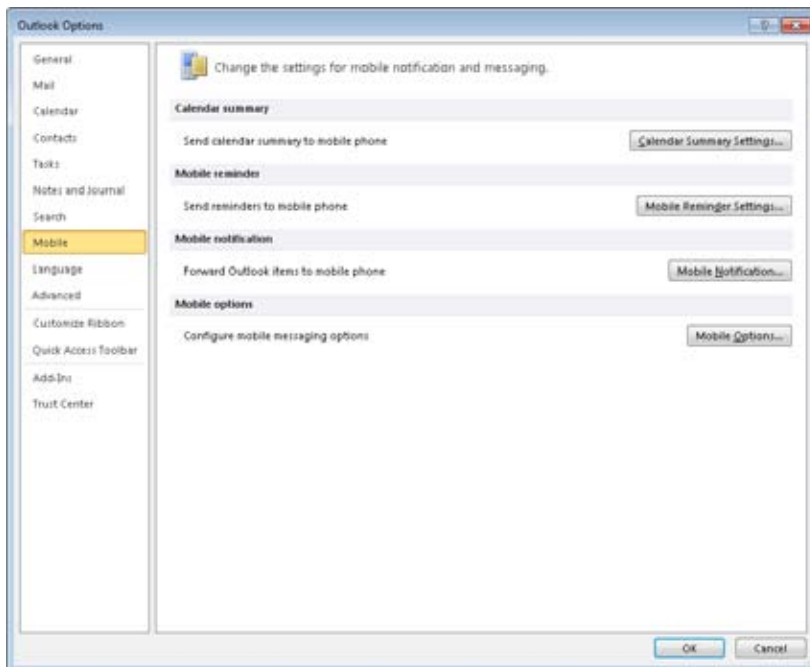 Outlook Options
General
Mail
Calendar
Contacts
Tasks
Notes and Journal
Search
Mobile
Language
Advanced
Customize Ribbon
Quick Access Toolbar
Add-Ins
Trust Center
Change the settings for mobile notification and messaging.
Calendar summary
Send calendar summary to mobile phone
Calendar Summary Settings...
Mobile reminder
Send reminders to mobile phone
Mobile Reminder Settings...
Mobile notification
Forward Outlook items to mobile phone
Mobile Notification...
Mobile options
Configure mobile messaging options
Mobile Options...
OK
Cancel